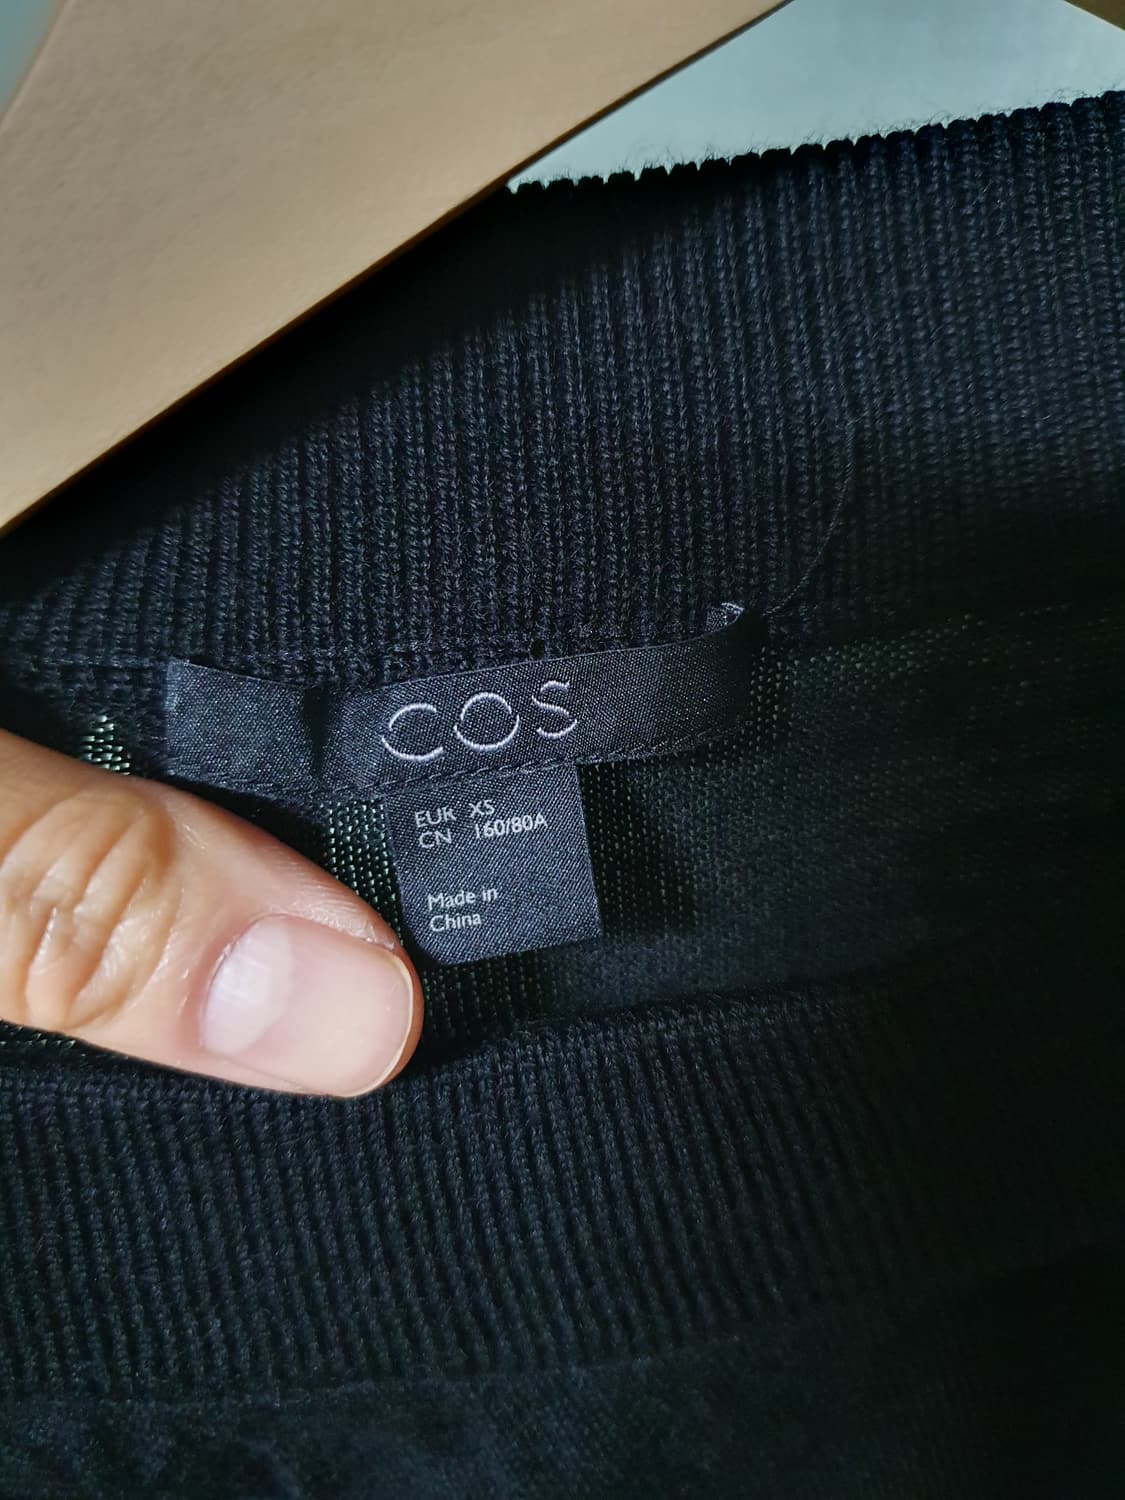 COS
EUR XS
CN 160/80A
Made in
China